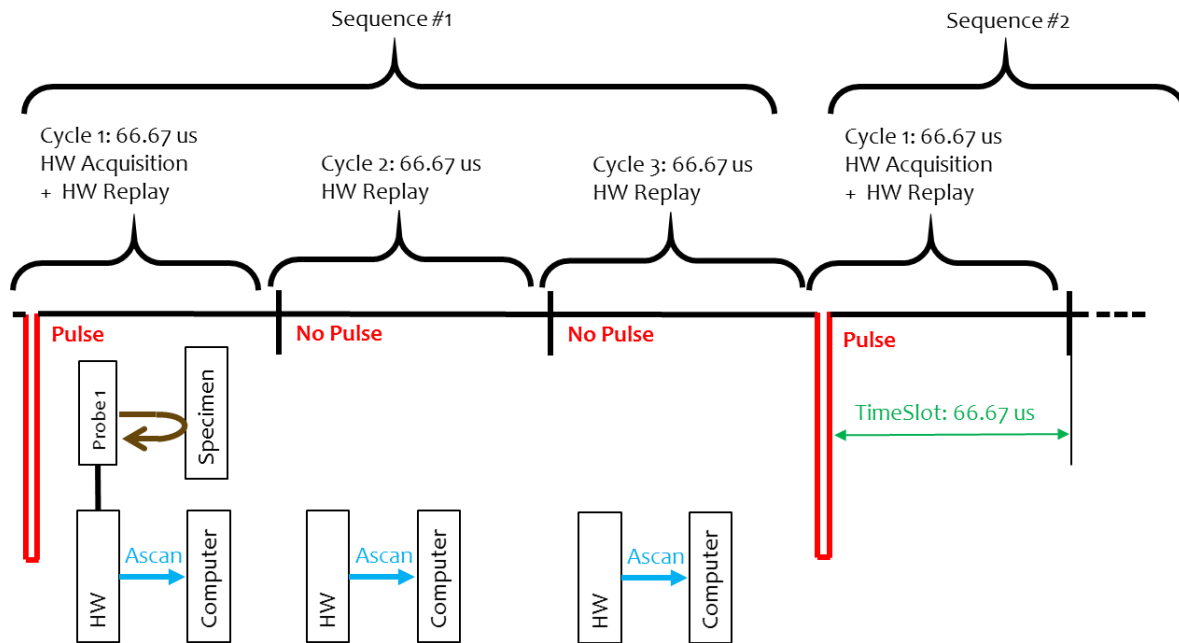 Sequence #1
Sequence #2
Cycle 1: 66.67 us
HW Acquisition
+ HW Replay
Cycle 2: 66.67 us
HW Replay
Cycle 3: 66.67 us
HW Replay
Cycle 1: 66.67 us
HW Acquisition
+ HW Replay
Pulse
No Pulse
No Pulse
Pulse
Probe1
Specimen
TimeSlot: 66.67 us
HW
Ascan
Computer
HW
Ascan
Computer
HW
Ascan
Computer